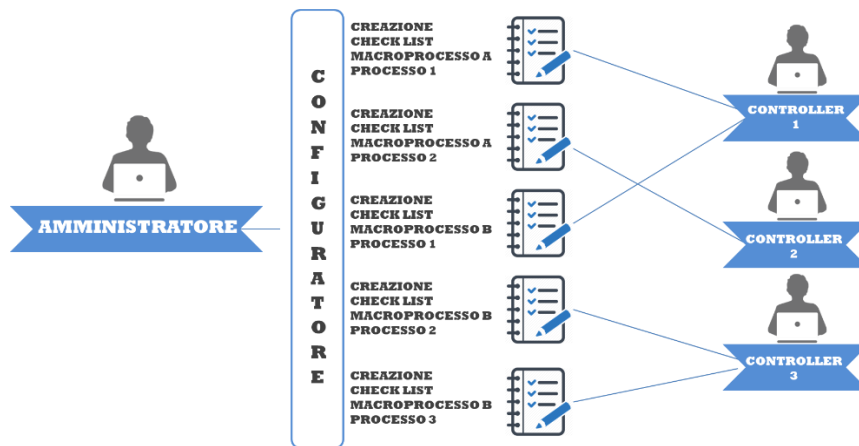 AMMINISTRATORE
CONFIGURATORE
CREAZIONE
CHECK LIST
MACROPROCESSO A
PROCESSO 1
CREAZIONE
CHECK LIST
MACROPROCESSO A
PROCESSO 2
CREAZIONE
CHECK LIST
MACROPROCESSO B
PROCESSO 1
CREAZIONE
CHECK LIST
MACROPROCESSO B
PROCESSO 2
CREAZIONE
CHECK LIST
MACROPROCESSO B
PROCESSO 3
CONTROLLER
1
CONTROLLER
2
CONTROLLER
3